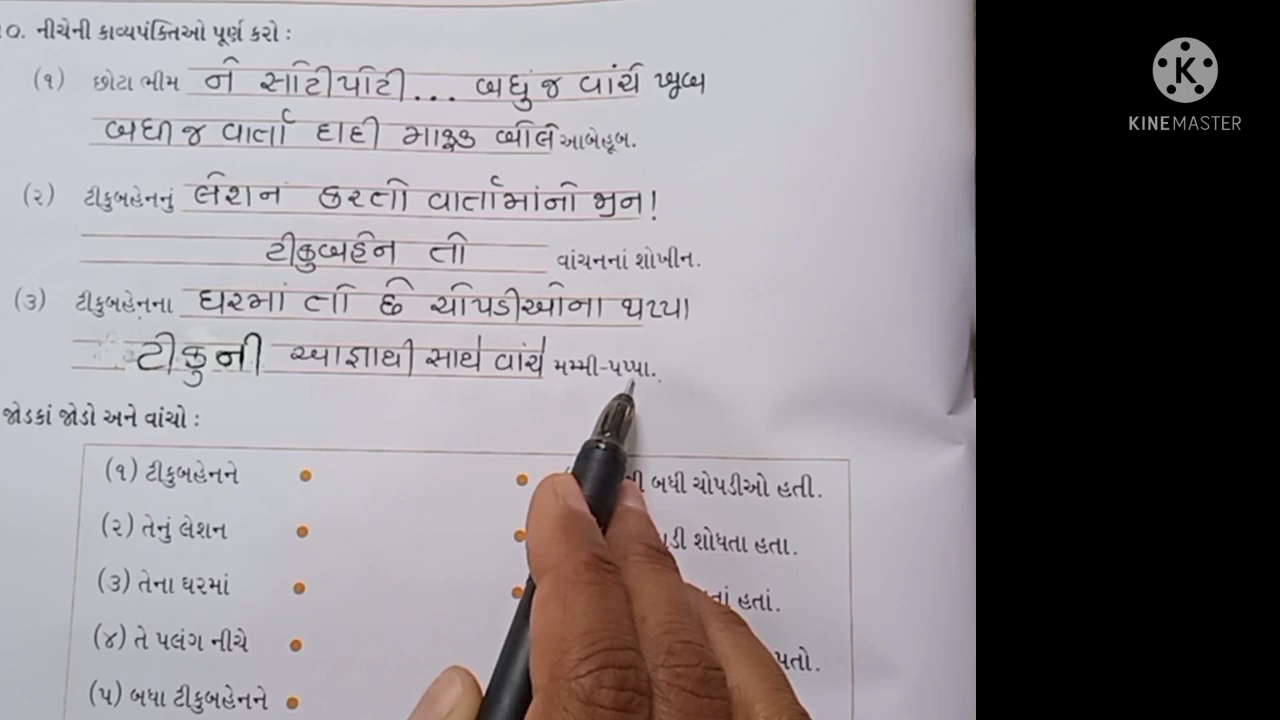 ૧૦. નીચેની કાવ્યપંક્તિઓ પૂર્ણ કરો :
(૧) છોટા ભીમ ને સોટીપોટી... બધું જ વાંચે ખૂબ
બધી જ વાર્તા દાદી માફક બોલે આબેહૂબ.
(૨) ટીકુબહેનનું લેશન કરતો વાર્તામાંનો જીન!
ટીકુબહેન તો વાંચનનાં શોખીન.
(૩) ટીકુબહેનના ઘરમાં તો છે ચોપડીઓના થપ્પા
ટીકુની આજ્ઞાથી સાથે વાંચે મમ્મી-પપ્પા.
જોડકાં જોડો અને વાંચો :
(૧) ટીકુબહેનને
બધી ચોપડીઓ હતી.
(૨) તેનું લેશન
શોધતા હતા.
(૩) તેના ઘરમાં
હતાં.
(૪) તે પલંગ નીચે
(૫) બધા ટીકુબહેનને
K
KINEMASTER